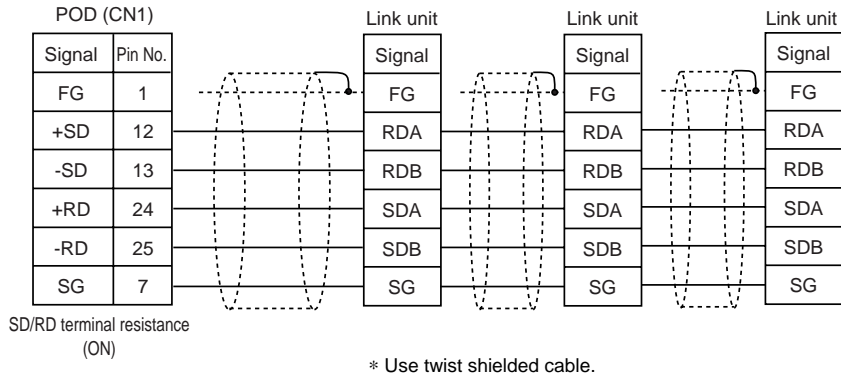 POD (CN1) Link unit Link unit Link unit
Signal Pin No. Signal Signal Signal
FG 1 FG FG FG
+SD 12 RDA RDA RDA
-SD 13 RDB RDB RDB
+RD 24 SDA SDA SDA
-RD 25 SDB SDB SDB
SG 7 SG SG SG
SD/RD terminal resistance
(ON)
* Use twist shielded cable.